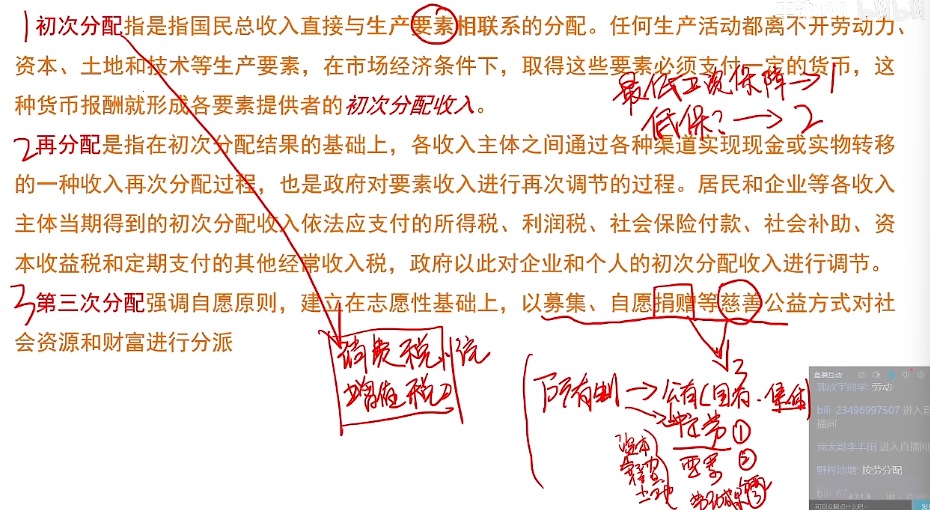 1 初次分配指是指国民总收入直接与生产要素相联系的分配。任何生产活动都离不开劳动力、
资本、土地和技术等生产要素，在市场经济条件下，取得这些要素必须支付一定的货币，这
种货币报酬就形成各要素提供者的初次分配收入。
最低工资保障→1
低保?→2
2 再分配是指在初次分配结果的基础上，各收入主体之间通过各种渠道实现现金或实物转移
的一种收入再次分配过程，也是政府对要素收入进行再次调节的过程。居民和企业等各收入
主体当期得到的初次分配收入依法应支付的所得税、利润税、社会保险付款、社会补助、资
本收益税和定期支付的其他经常收入税，政府以此对企业和个人的初次分配收入进行调节。
3 第三次分配强调自愿原则，建立在志愿性基础上，以募集、自愿捐赠等慈善公益方式对社
会资源和财富进行分派
消费税
增值税
3
所有制→公有(国有、集体)
按劳①
要素②
资本
土地
直播互动
劳动
bili_23496997507 进入直
播间
进入直播间
按劳分配